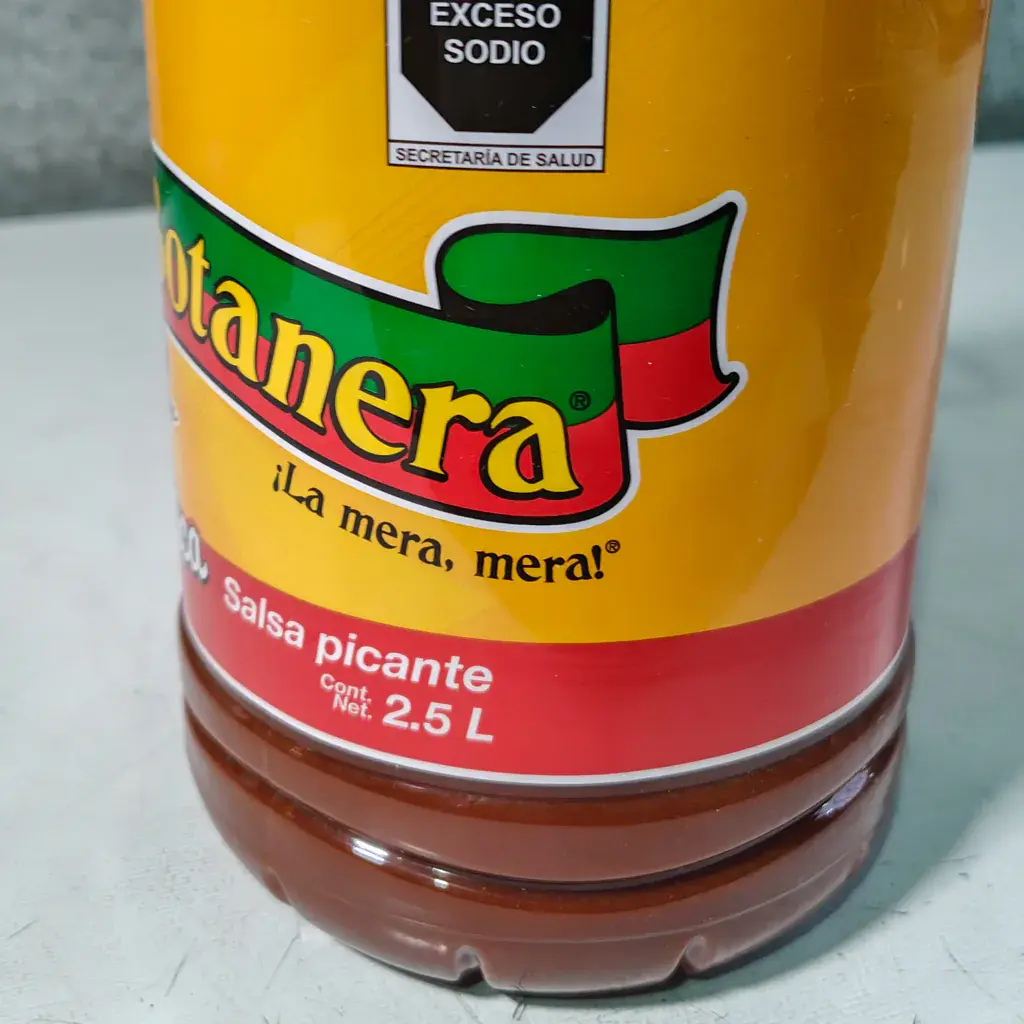 EXCESO
SODIO
SECRETARÍA DE SALUD
otanera®
¡La mera, mera!®
Salsa picante
Cont.
Net. 2.5 L